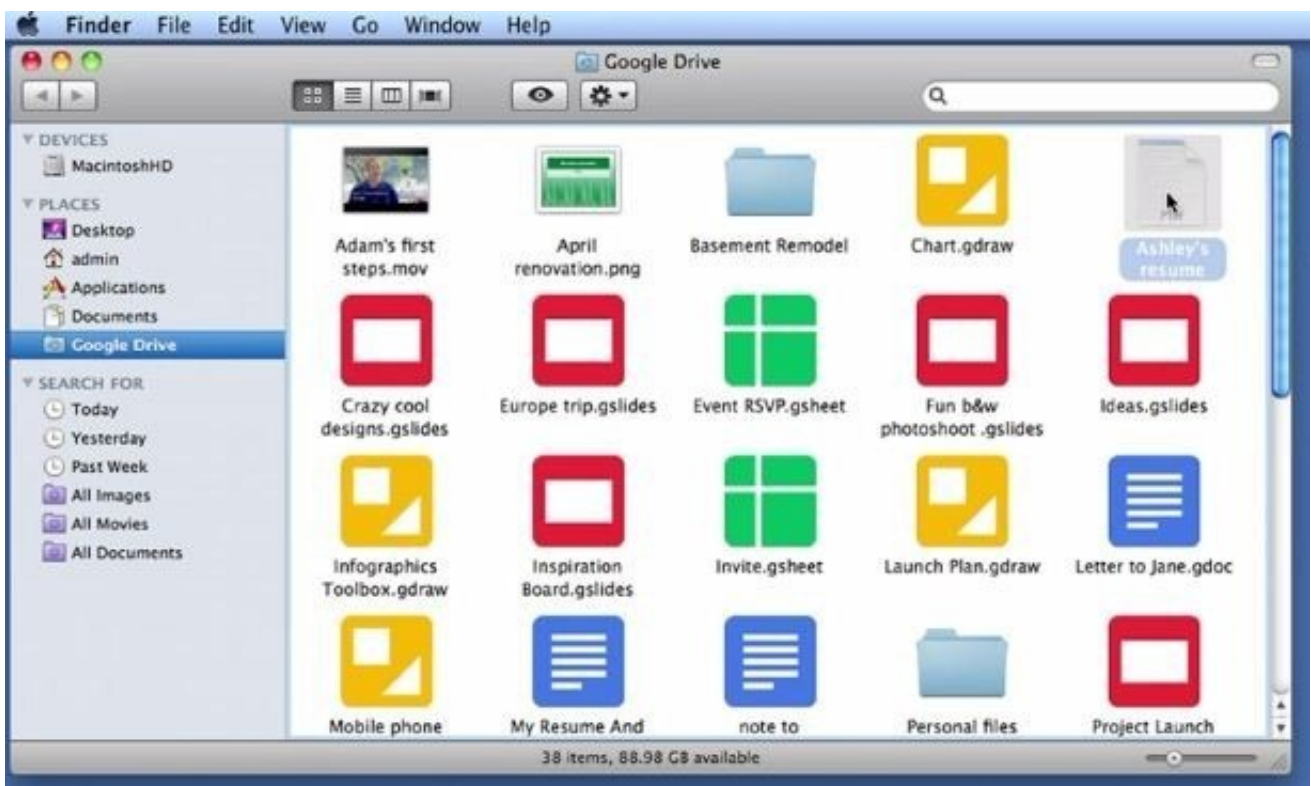 Finder File Edit View Go Window Help
Google Drive
DEVICES
MacintoshHD
PLACES
Desktop
admin
Applications
Documents
Google Drive
SEARCH FOR
Today
Yesterday
Past Week
All Images
All Movies
All Documents
Adam's first
steps.mov
April
renovation.png
Basement Remodel
Chart.gdraw
Ashley's
resume
Crazy cool
designs.gslides
Europe trip.gslides
Event RSVP.gsheet
Fun b&w
photoshoot .gslides
Ideas.gslides
Infographics
Toolbox.gdraw
Inspiration
Board.gslides
Invite.gsheet
Launch Plan.gdraw
Letter to Jane.gdoc
Mobile phone
My Resume And
note to
Personal files
Project Launch
38 items, 88.98 GB available